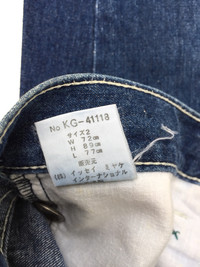 No KG-41118
サイズ2
W 72cm
H 89cm
L 77cm
販売元
(株) イッセイ ミヤケ
インターナショナル